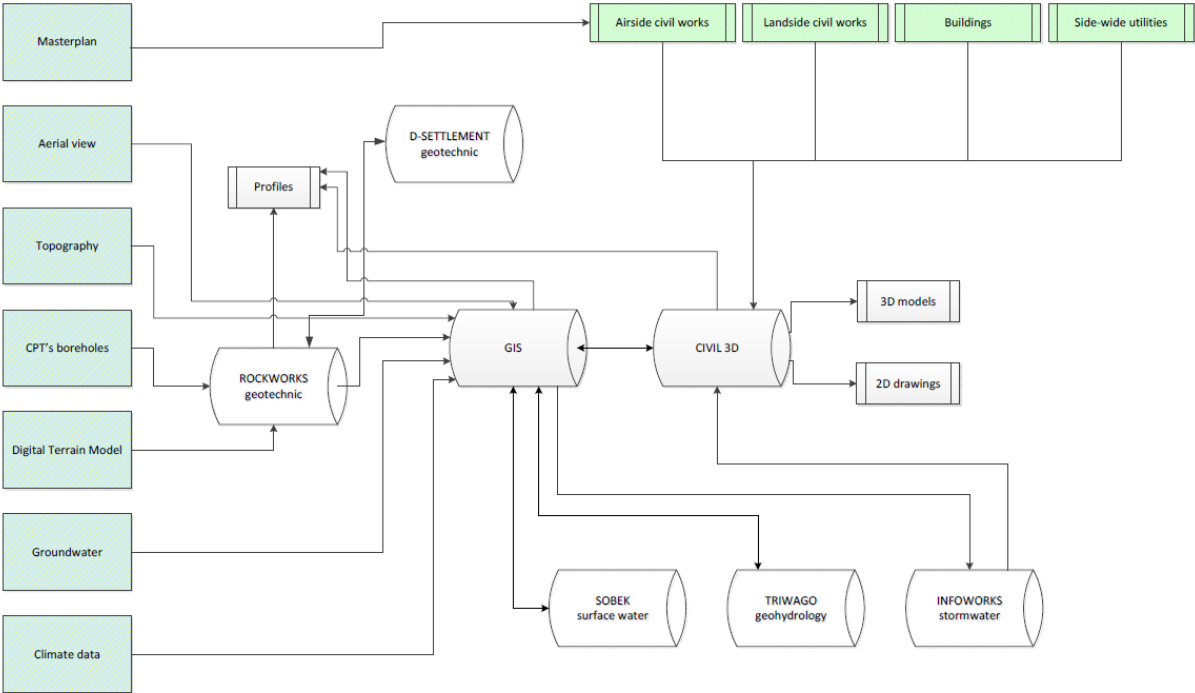 Masterplan
Airside civil works
Landside civil works
Buildings
Side-wide utilities
Aerial view
D-SETTLEMENT
geotechnic
Profiles
Topography
3D models
CPT's boreholes
GIS
CIVIL 3D
ROCKWORKS
geotechnic
2D drawings
Digital Terrain Model
Groundwater
SOBEK
surface water
TRIWAGO
geohydrology
INFOWORKS
stormwater
Climate data